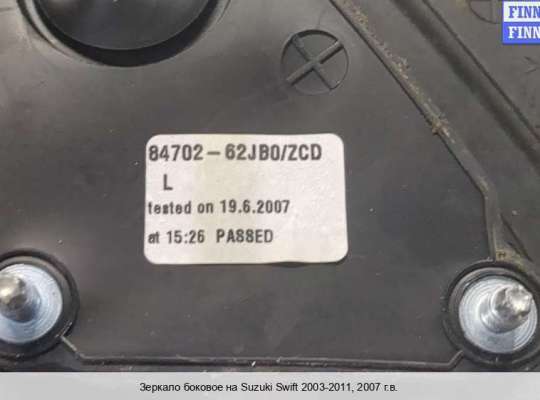 FINN
FINN
84702-62JB0/ZCD
L
tested on 19.6.2007
at 15:26 PASSED
Зеркало боковое на Suzuki Swift 2003-2011, 2007 г.в.